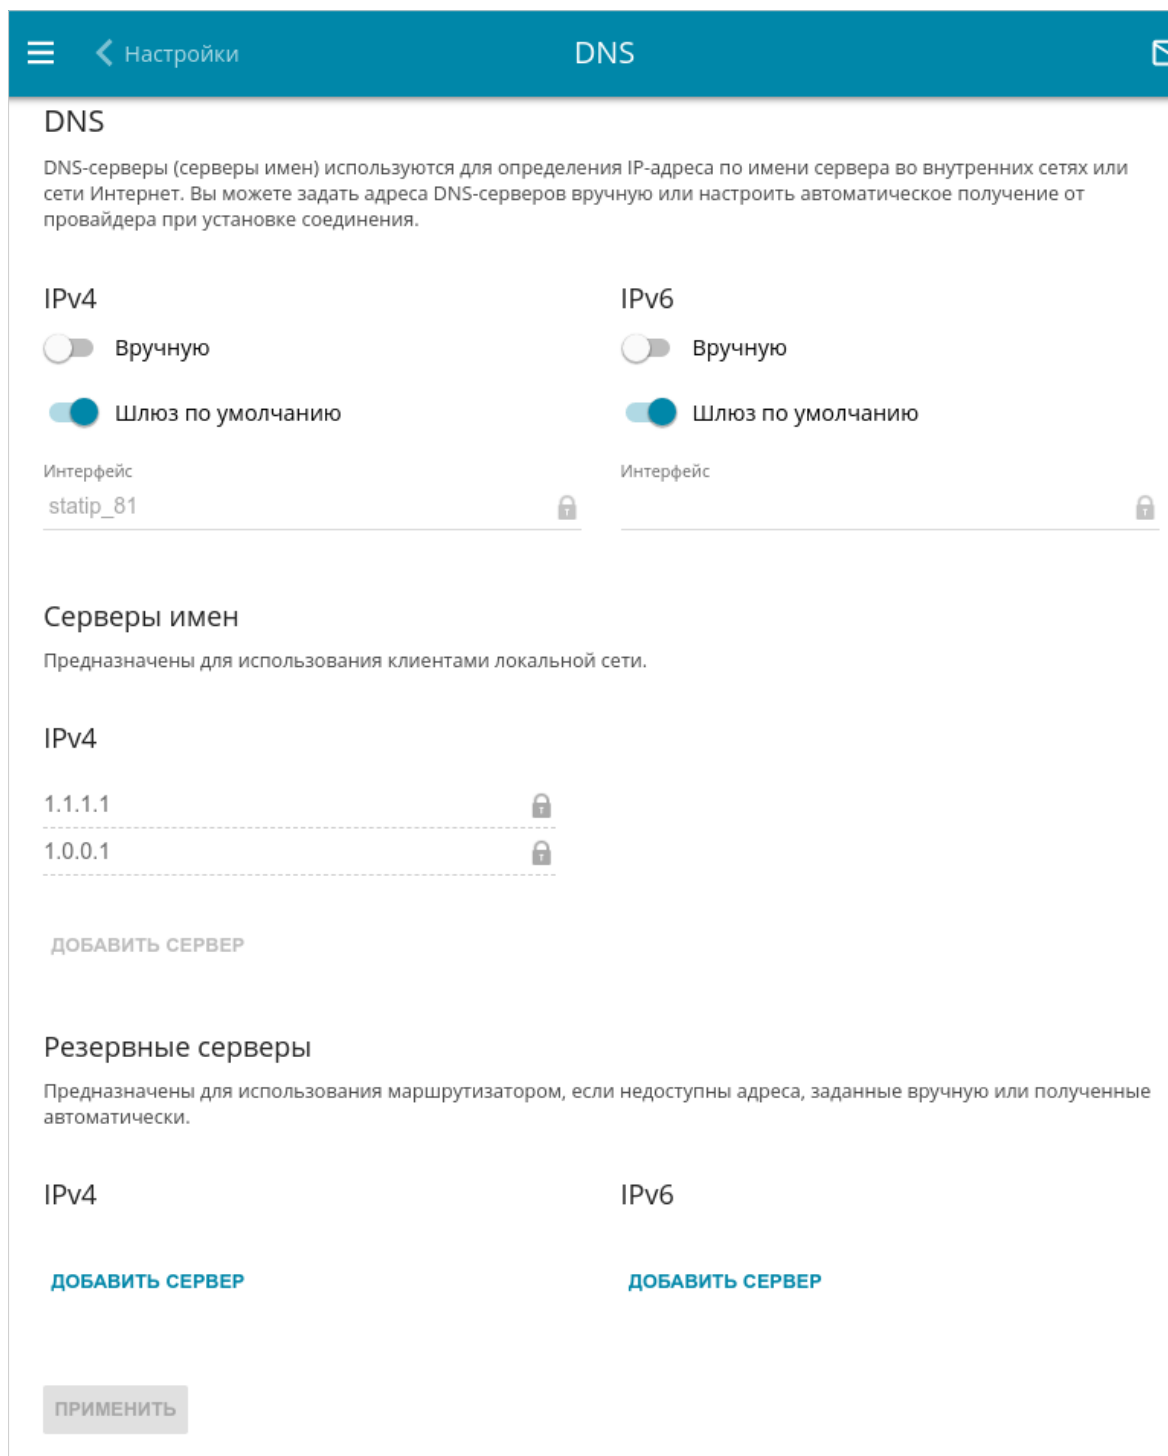 Настройки
DNS
DNS
DNS-серверы (серверы имен) используются для определения IP-адреса по имени сервера во внутренних сетях или
сети Интернет. Вы можете задать адреса DNS-серверов вручную или настроить автоматическое получение от
провайдера при установке соединения.
IPv4
Вручную
Шлюз по умолчанию
Интерфейс
statip_81
IPv6
Вручную
Шлюз по умолчанию
Интерфейс
Серверы имен
Предназначены для использования клиентами локальной сети.
IPv4
1.1.1.1
1.0.0.1
ДОБАВИТЬ СЕРВЕР
Резервные серверы
Предназначены для использования маршрутизатором, если недоступны адреса, заданные вручную или полученные
автоматически.
IPv4
ДОБАВИТЬ СЕРВЕР
IPv6
ДОБАВИТЬ СЕРВЕР
ПРИМЕНИТЬ